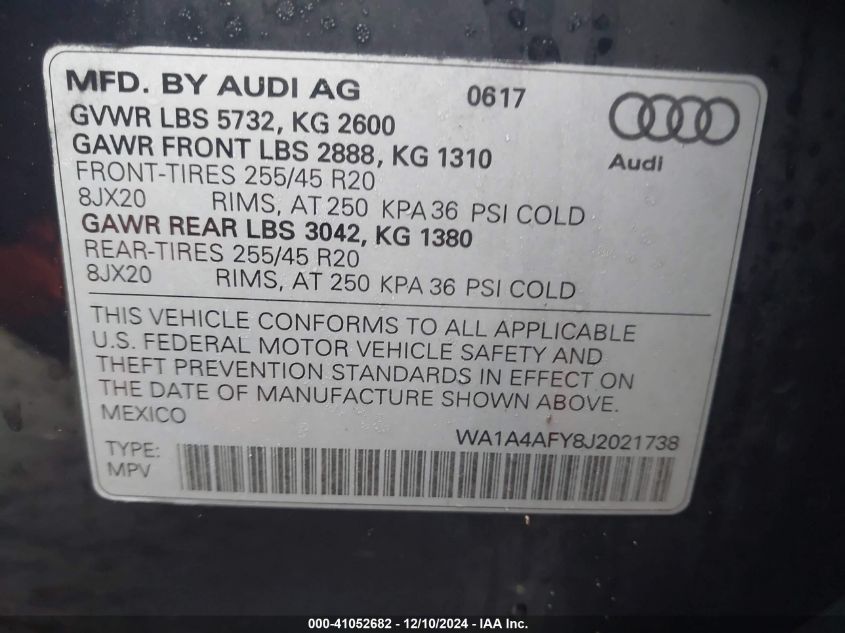 MFD. BY AUDI AG 0617
GVWR LBS 5732, KG 2600
GAWR FRONT LBS 2888, KG 1310
Audi
FRONT-TIRES 255/45 R20
8JX20 RIMS, AT 250 KPA 36 PSI COLD
GAWR REAR LBS 3042, KG 1380
REAR-TIRES 255/45 R20
8JX20 RIMS, AT 250 KPA 36 PSI COLD
THIS VEHICLE CONFORMS TO ALL APPLICABLE
U.S. FEDERAL MOTOR VEHICLE SAFETY AND
THEFT PREVENTION STANDARDS IN EFFECT ON
THE DATE OF MANUFACTURE SHOWN ABOVE.
MEXICO
WA1A4AFY8J2021738
TYPE:
MPV
000-41052682 - 12/10/2024 - IAA Inc.